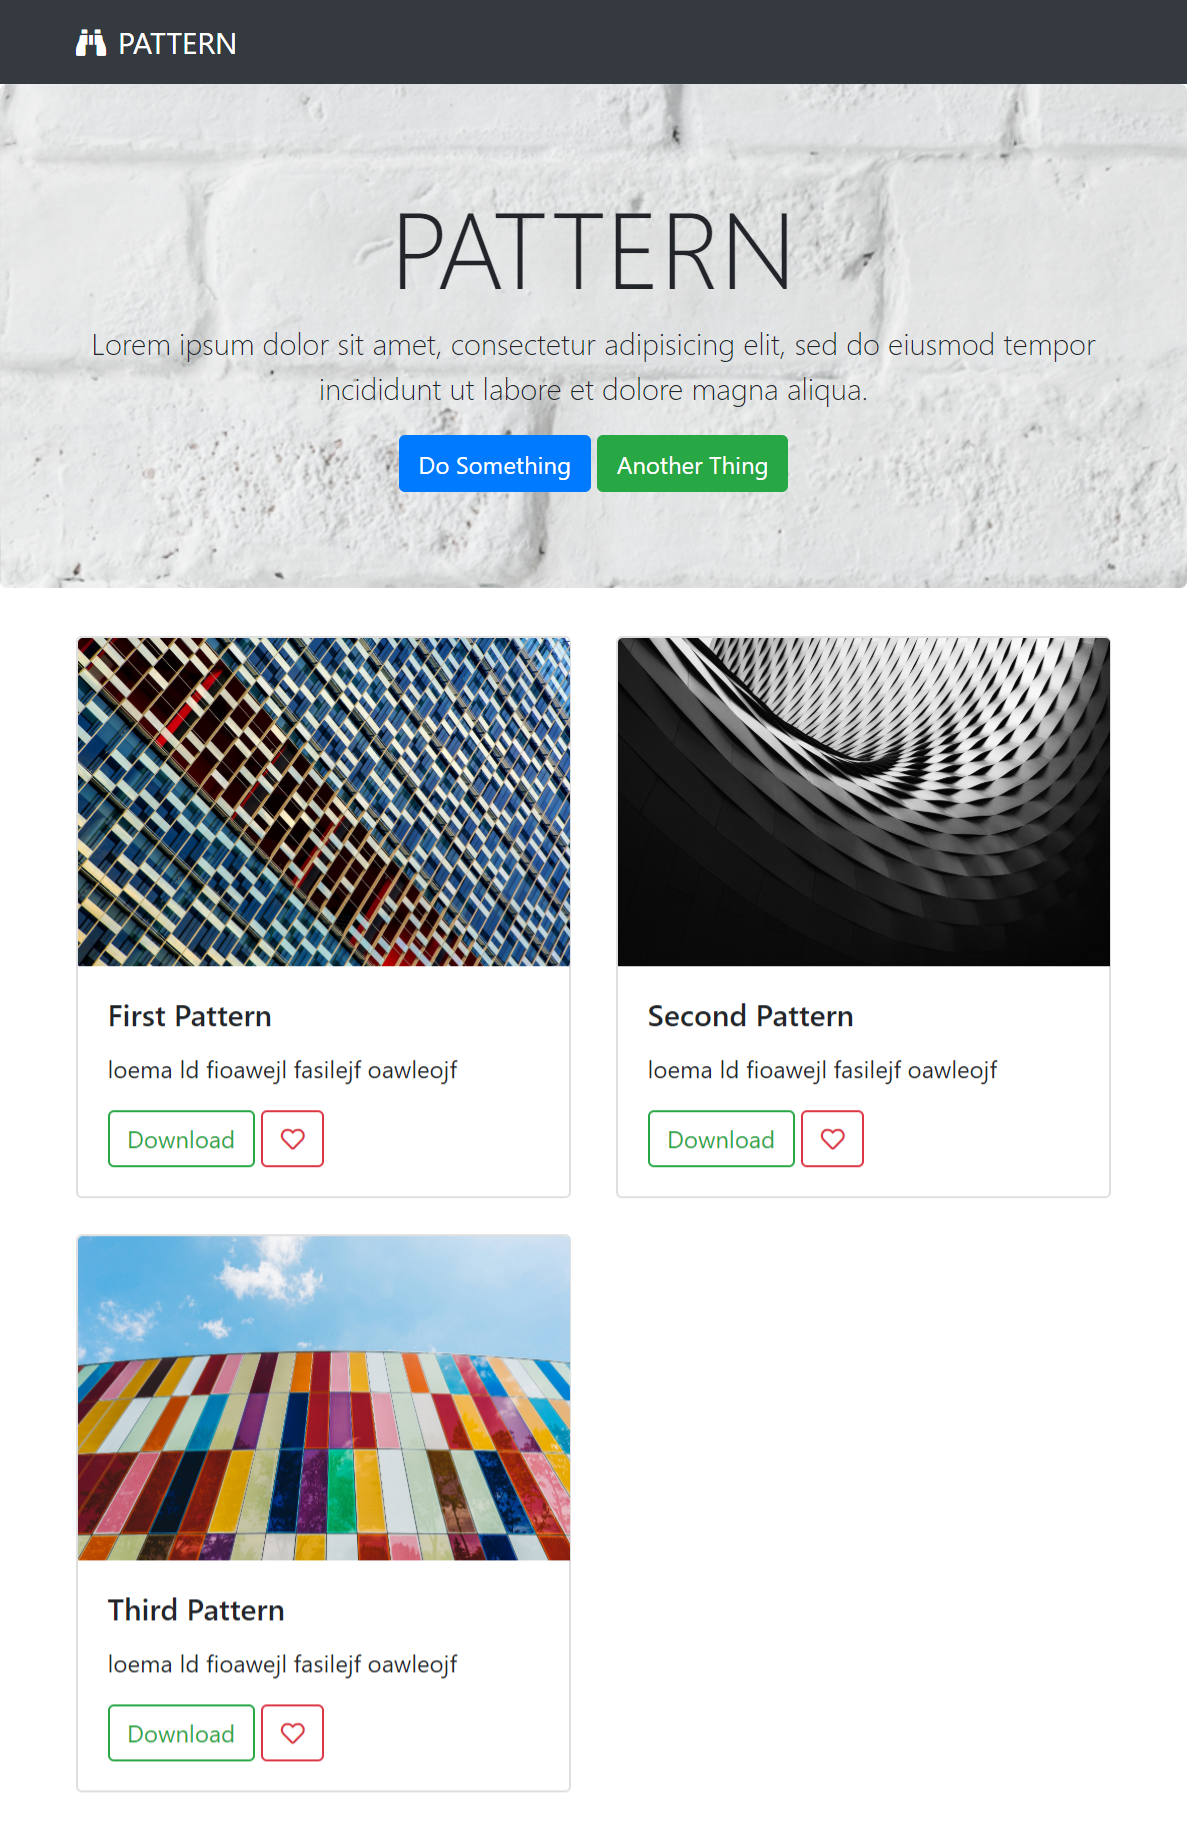 PATTERN
PATTERN
Lorem ipsum dolor sit amet, consectetur adipisicing elit, sed do eiusmod tempor
incididunt ut labore et dolore magna aliqua.
Do Something Another Thing
First Pattern
loema ld fioawejl fasilejf oawleojf
Download
Second Pattern
loema ld fioawejl fasilejf oawleojf
Download
Third Pattern
loema ld fioawejl fasilejf oawleojf
Download